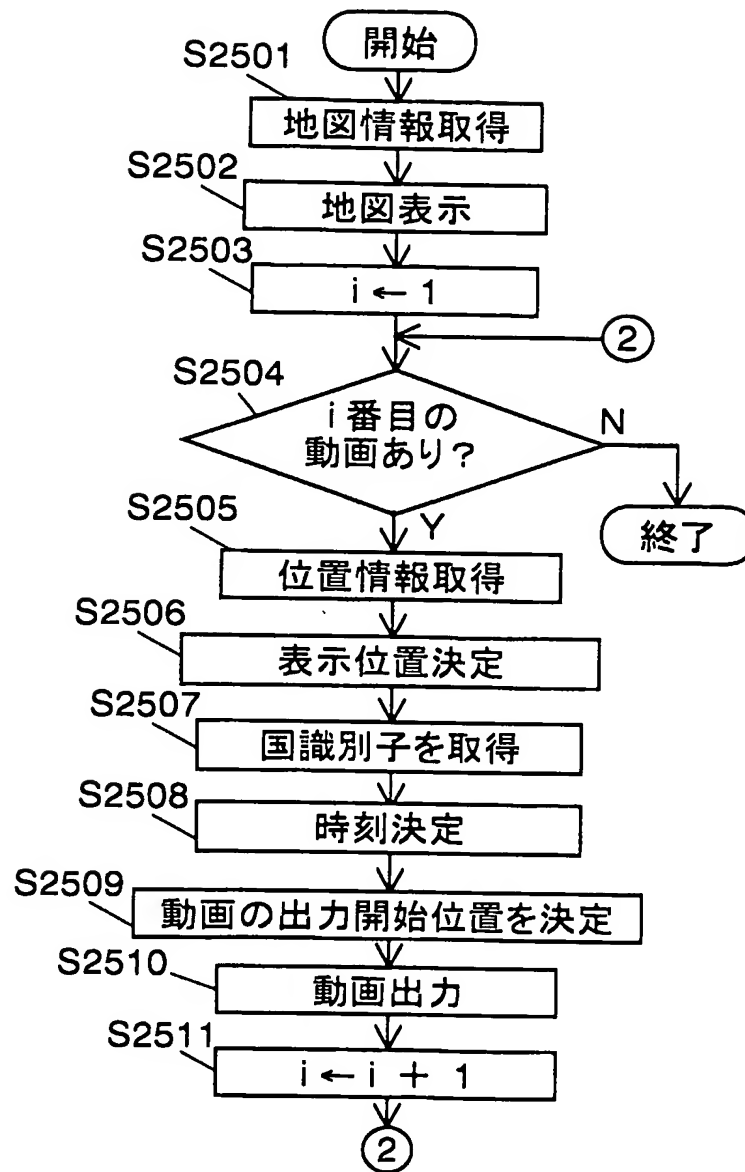 開始
S2501
地図情報取得
S2502
地図表示
S2503
i ← 1
2
S2504
i 番目の
動画あり?
N
Y
終了
S2505
位置情報取得
S2506
表示位置決定
S2507
国識別子を取得
S2508
時刻決定
S2509
動画の出力開始位置を決定
S2510
動画出力
S2511
i ← i + 1
2